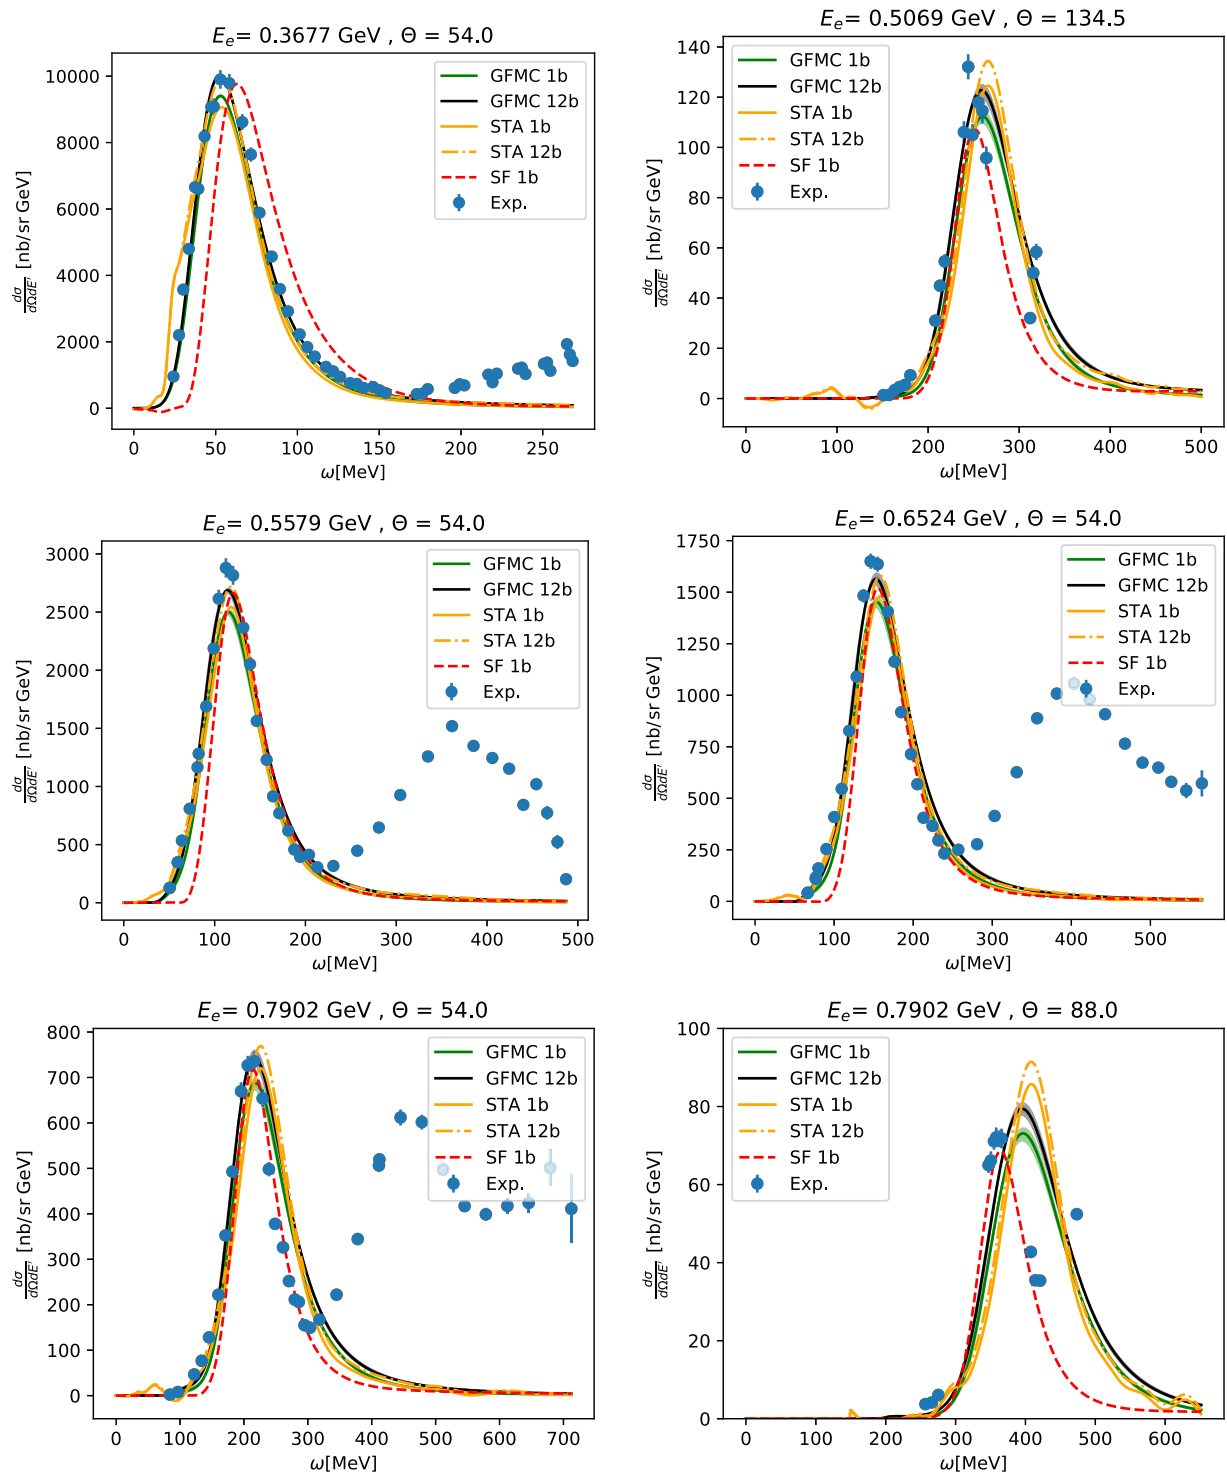 E_e= 0.3677 GeV , Θ = 54.0
GFMC 1b
GFMC 12b
STA 1b
STA 12b
SF 1b
Exp.
dσ/dΩdE′ [nb/sr GeV]
10000
8000
6000
4000
2000
0
0 50 100 150 200 250
ω[MeV]
E_e= 0.5069 GeV , Θ = 134.5
GFMC 1b
GFMC 12b
STA 1b
STA 12b
SF 1b
Exp.
dσ/dΩdE′ [nb/sr GeV]
140
120
100
80
60
40
20
0
0 100 200 300 400 500
ω[MeV]
E_e= 0.5579 GeV , Θ = 54.0
GFMC 1b
GFMC 12b
STA 1b
STA 12b
SF 1b
Exp.
dσ/dΩdE′ [nb/sr GeV]
3000
2500
2000
1500
1000
500
0
0 100 200 300 400 500
ω[MeV]
E_e= 0.6524 GeV , Θ = 54.0
GFMC 1b
GFMC 12b
STA 1b
STA 12b
SF 1b
Exp.
dσ/dΩdE′ [nb/sr GeV]
1750
1500
1250
1000
750
500
250
0
0 100 200 300 400 500
ω[MeV]
E_e= 0.7902 GeV , Θ = 54.0
GFMC 1b
GFMC 12b
STA 1b
STA 12b
SF 1b
Exp.
dσ/dΩdE′ [nb/sr GeV]
800
700
600
500
400
300
200
100
0
0 100 200 300 400 500 600 700
ω[MeV]
E_e= 0.7902 GeV , Θ = 88.0
GFMC 1b
GFMC 12b
STA 1b
STA 12b
SF 1b
Exp.
dσ/dΩdE′ [nb/sr GeV]
100
80
60
40
20
0
0 100 200 300 400 500 600
ω[MeV]